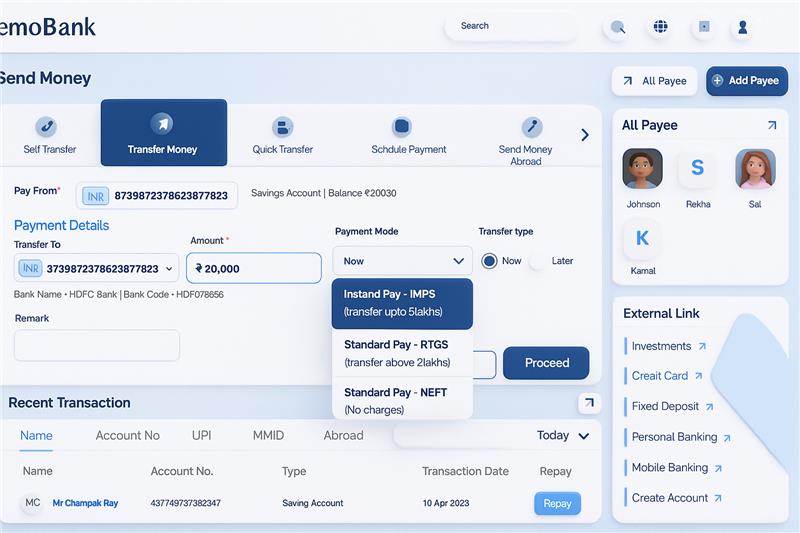 emoBank
Search
Send Money
All Payee
Add Payee
Self Transfer
Transfer Money
Quick Transfer
Schdule Payment
Send Money
Abroad
Pay From*
INR 8739872378623877823
Savings Account | Balance ₹20030
Payment Details
Transfer To
INR 3739872378623877823
Bank Name • HDFC 8ank | Bank Code • HDF078656
Amount *
₹ 20,000
Payment Mode
Now
Instand Pay - IMPS
(transfer upto 5lakhs)
Standard Pay - RTGS
(transfer above 2lakhs)
Standard Pay - NEFT
(No charges)
Transfer type
Now
Later
Remark
Proceed
All Payee
Johnson
S
Rekha
Sal
K
Kamal
External Link
Investments
Creait Card
Fixed Deposit
Personal Banking
Mobile Banking
Create Account
Recent Transaction
Name Account No UPI MMID Abroad
Today
Name Account No. Type Transaction Date Repay
MC Mr Champak Ray 437749737382347 Saving Account 10 Apr 2023 Repay